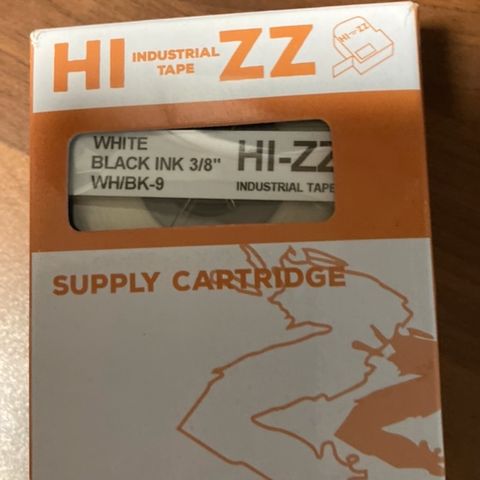 HI INDUSTRIAL TAPE ZZ
HI ZZ
WHITE
BLACK INK 3/8"
WH/BK-9
HI-ZZ
INDUSTRIAL TAPE
SUPPLY CARTRIDGE